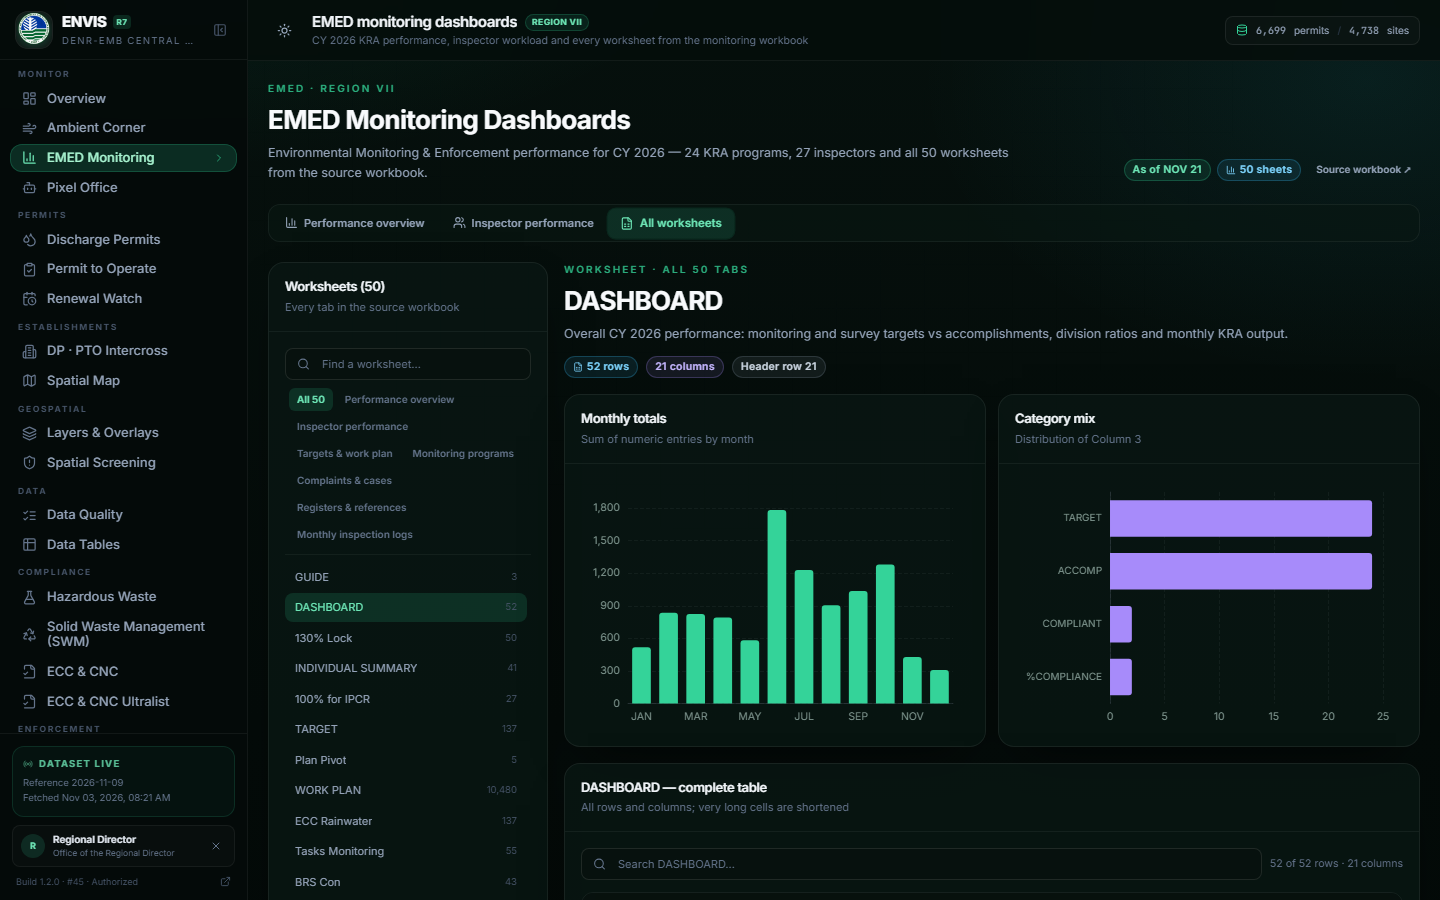 ENVIS R7
DENR-EMB CENTRAL ...
MONITOR
Overview
Ambient Corner
EMED Monitoring
Pixel Office
PERMITS
Discharge Permits
Permit to Operate
Renewal Watch
ESTABLISHMENTS
DP · PTO Intercross
Spatial Map
GEOSPATIAL
Layers & Overlays
Spatial Screening
DATA
Data Quality
Data Tables
COMPLIANCE
Hazardous Waste
Solid Waste Management
(SWM)
ECC & CNC
ECC & CNC Ultralist
ENFORCEMENT
DATASET LIVE
Reference 2026-11-09
Fetched Nov 03, 2026, 08:21 AM
R
Regional Director
Office of the Regional Director
Build 1.2.0 · #45 · Authorized
EMED monitoring dashboards REGION VII
CY 2026 KRA performance, inspector workload and every worksheet from the monitoring workbook
6,699 permits / 4,738 sites
EMED · REGION VII
EMED Monitoring Dashboards
Environmental Monitoring & Enforcement performance for CY 2026 — 24 KRA programs, 27 inspectors and all 50 worksheets
from the source workbook.
As of NOV 21
50 sheets
Source workbook ↗
Performance overview
Inspector performance
All worksheets
Worksheets (50)
Every tab in the source workbook
Find a worksheet...
All 50
Performance overview
Inspector performance
Targets & work plan
Monitoring programs
Complaints & cases
Registers & references
Monthly inspection logs
GUIDE 3
DASHBOARD 52
130% Lock 50
INDIVIDUAL SUMMARY 41
100% for IPCR 27
TARGET 137
Plan Pivot 5
WORK PLAN 10,480
ECC Rainwater 137
Tasks Monitoring 55
BRS Con 43
WORKSHEET · ALL 50 TABS
DASHBOARD
Overall CY 2026 performance: monitoring and survey targets vs accomplishments, division ratios and monthly KRA output.
52 rows
21 columns
Header row 21
Monthly totals
Sum of numeric entries by month
1,800
1,500
1,200
900
600
300
0
JAN MAR MAY JUL SEP NOV
Category mix
Distribution of Column 3
TARGET
ACCOMP
COMPLIANT
%COMPLIANCE
0 5 10 15 20 25
DASHBOARD — complete table
All rows and columns; very long cells are shortened
Search DASHBOARD...
52 of 52 rows · 21 columns